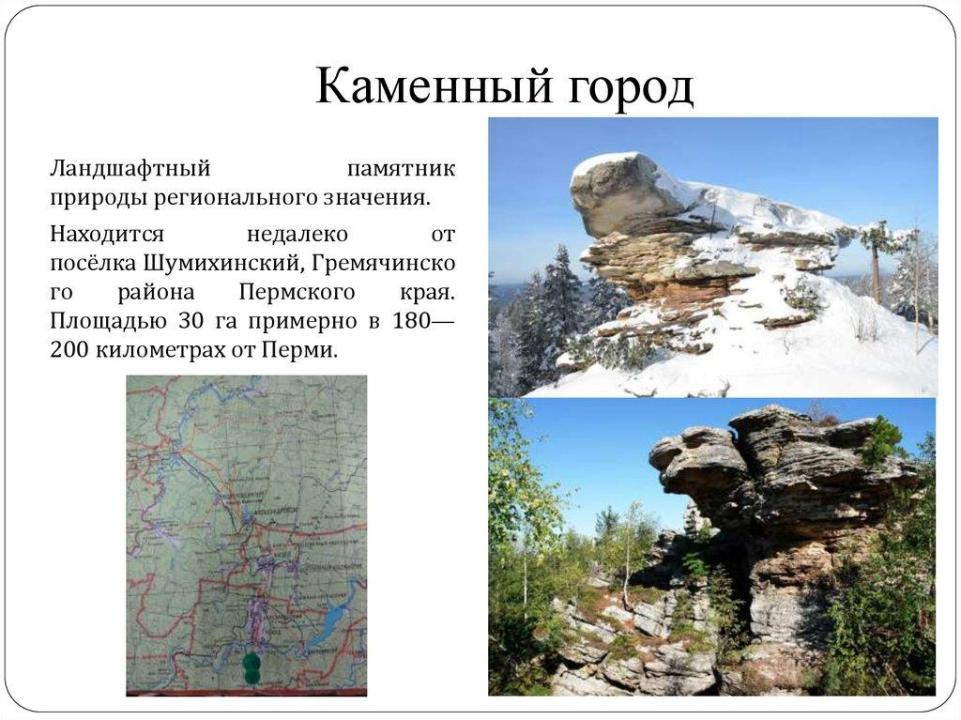 Каменный город
Ландшафтный памятник
природы регионального значения.
Находится недалеко от
посёлка Шумихинский, Гремячинско
го района Пермского края.
Площадью 30 га примерно в 180—
200 километрах от Перми.